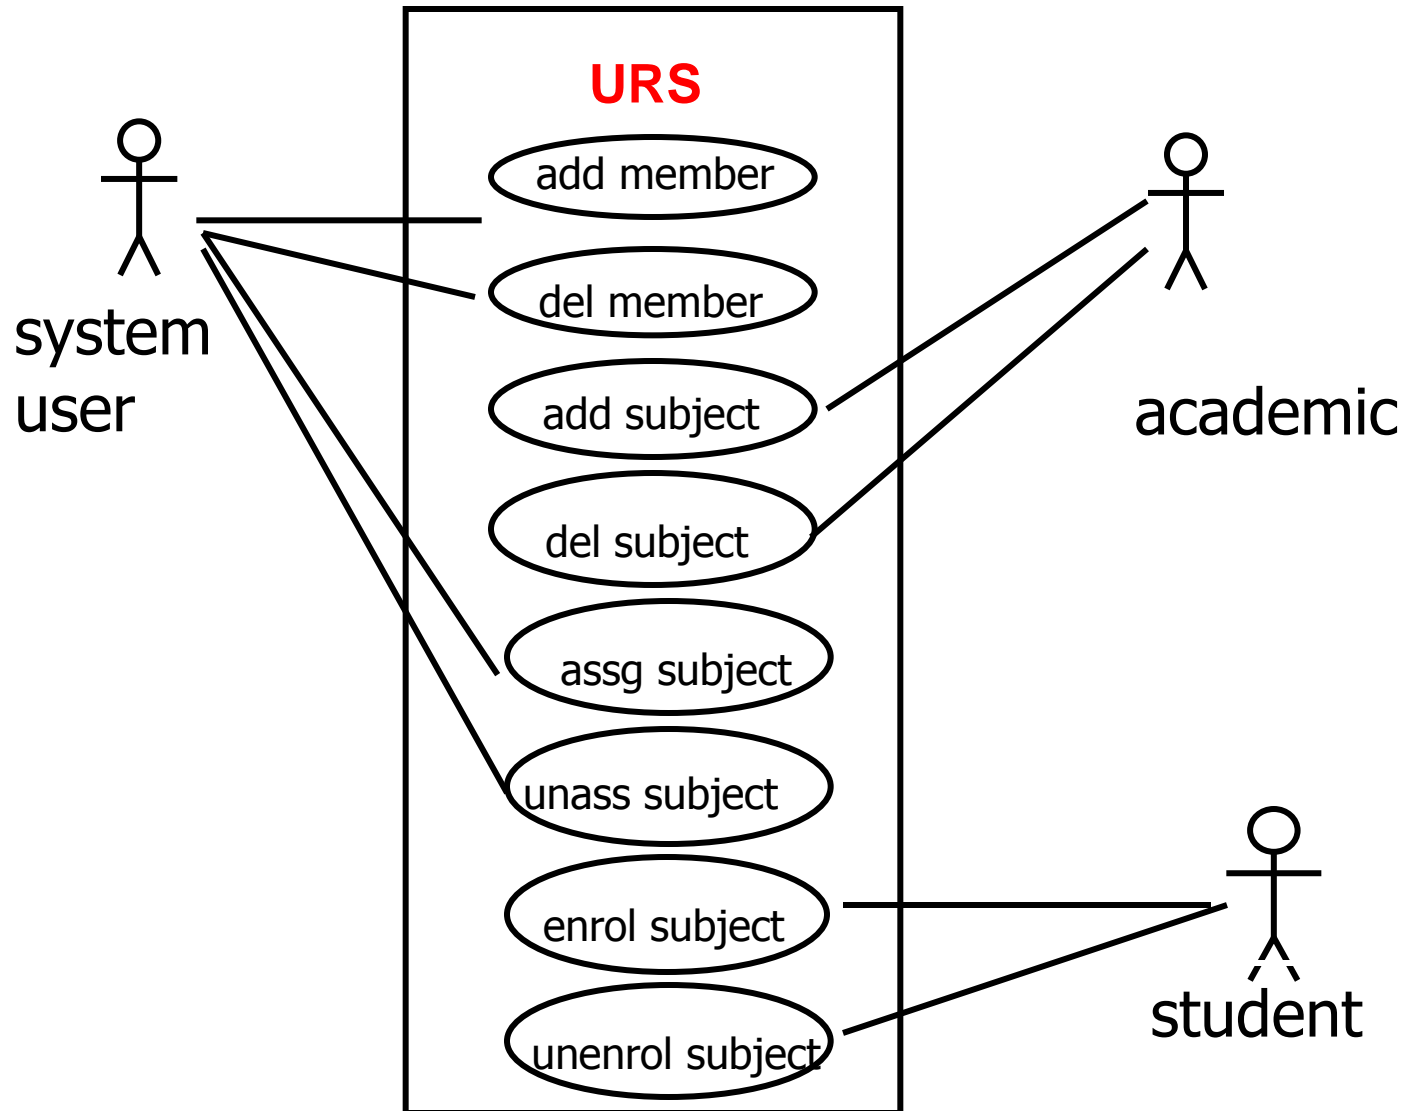 URS
add member
del member
add subject
del subject
assg subject
unass subject
enrol subject
unenrol subject
system
user
academic
student